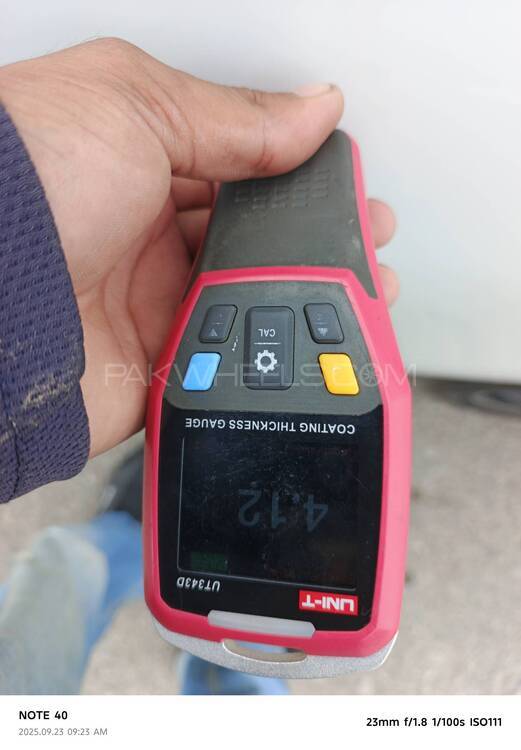 CAL
COATING THICKNESS GAUGE
4.12
UT343D
UNI-T
PAKWHEELS.COM
NOTE 40
2025.09.23 09:23 AM
23mm f/1.8 1/100s ISO111